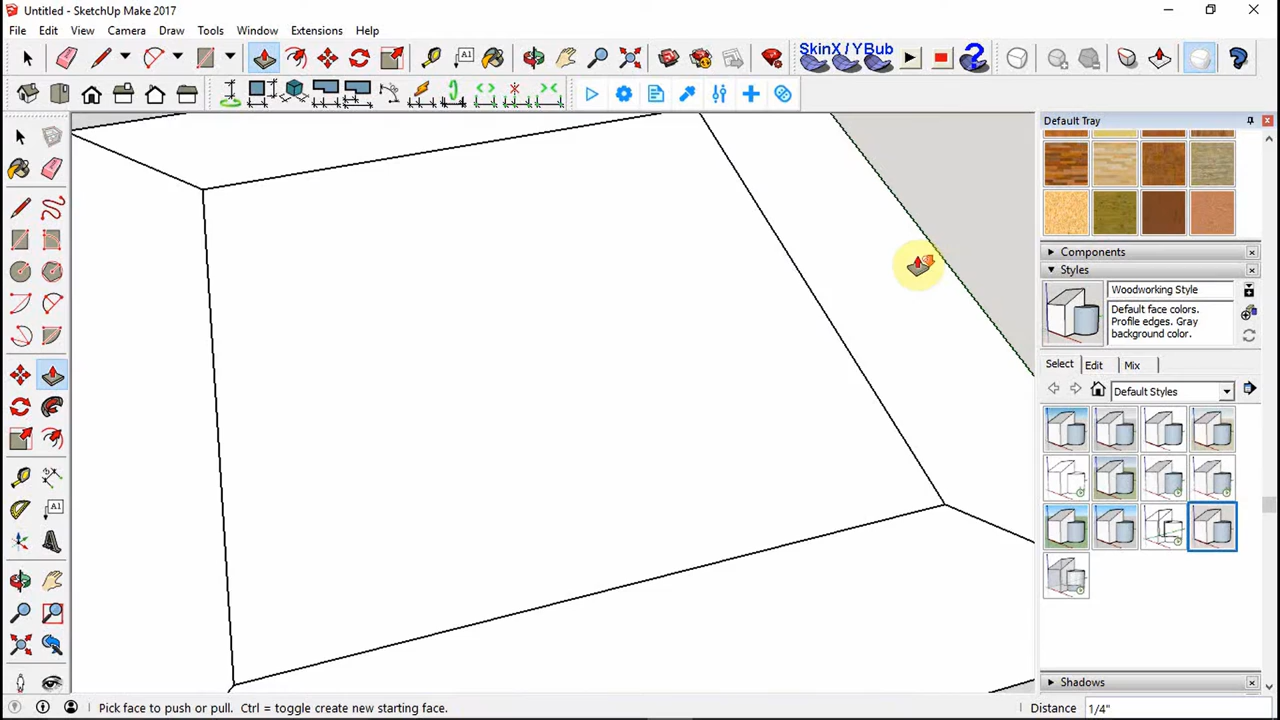 Untitled - SketchUp Make 2017
File Edit View Camera Draw Tools Window Extensions Help
A1
SkinX / YBub
?
Default Tray
Components
Styles
Woodworking Style
Default face colors.
Profile edges. Gray
background color.
Select Edit Mix
Default Styles
A1
Shadows
Pick face to push or pull. Ctrl = toggle create new starting face.
Distance 1/4"